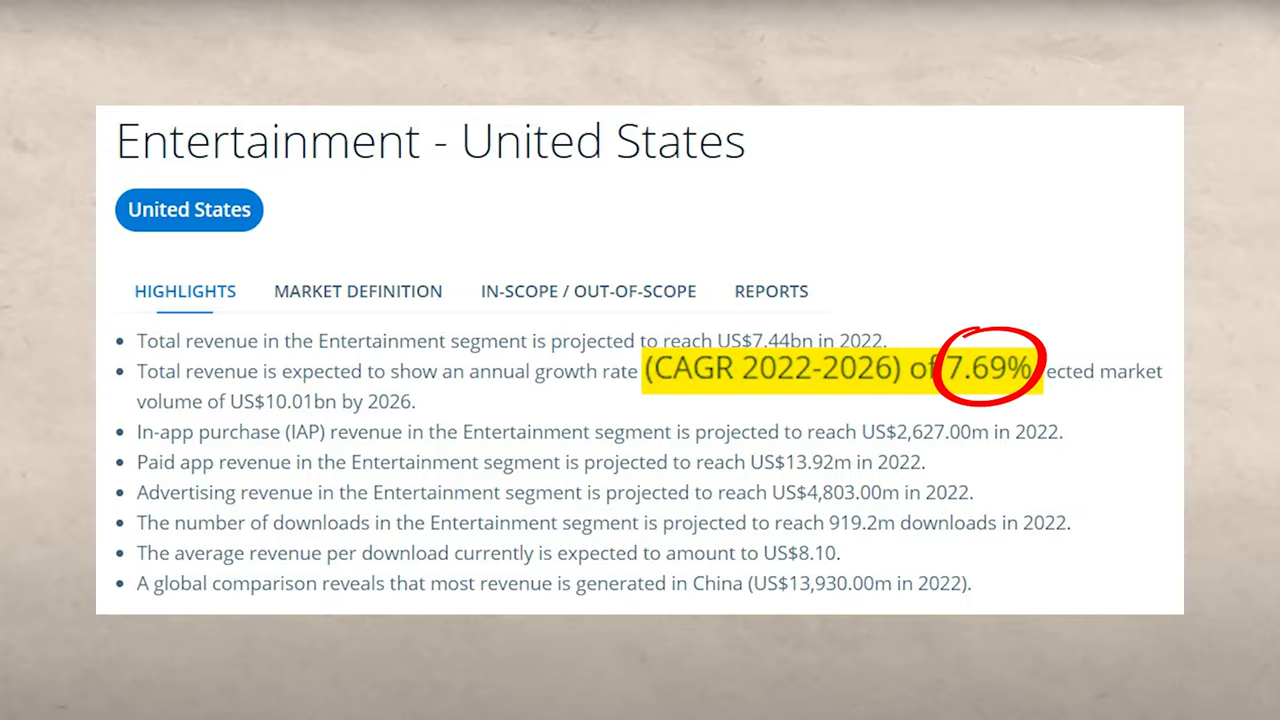 Entertainment - United States
United States
HIGHLIGHTS MARKET DEFINITION IN-SCOPE / OUT-OF-SCOPE REPORTS
• Total revenue in the Entertainment segment is projected to reach US$7.44bn in 2022.
• Total revenue is expected to show an annual growth rate (CAGR 2022-2026) of 7.69% ected market
volume of US$10.01bn by 2026.
• In-app purchase (IAP) revenue in the Entertainment segment is projected to reach US$2,627.00m in 2022.
• Paid app revenue in the Entertainment segment is projected to reach US$13.92m in 2022.
• Advertising revenue in the Entertainment segment is projected to reach US$4,803.00m in 2022.
• The number of downloads in the Entertainment segment is projected to reach 919.2m downloads in 2022.
• The average revenue per download currently is expected to amount to US$8.10.
• A global comparison reveals that most revenue is generated in China (US$13,930.00m in 2022).